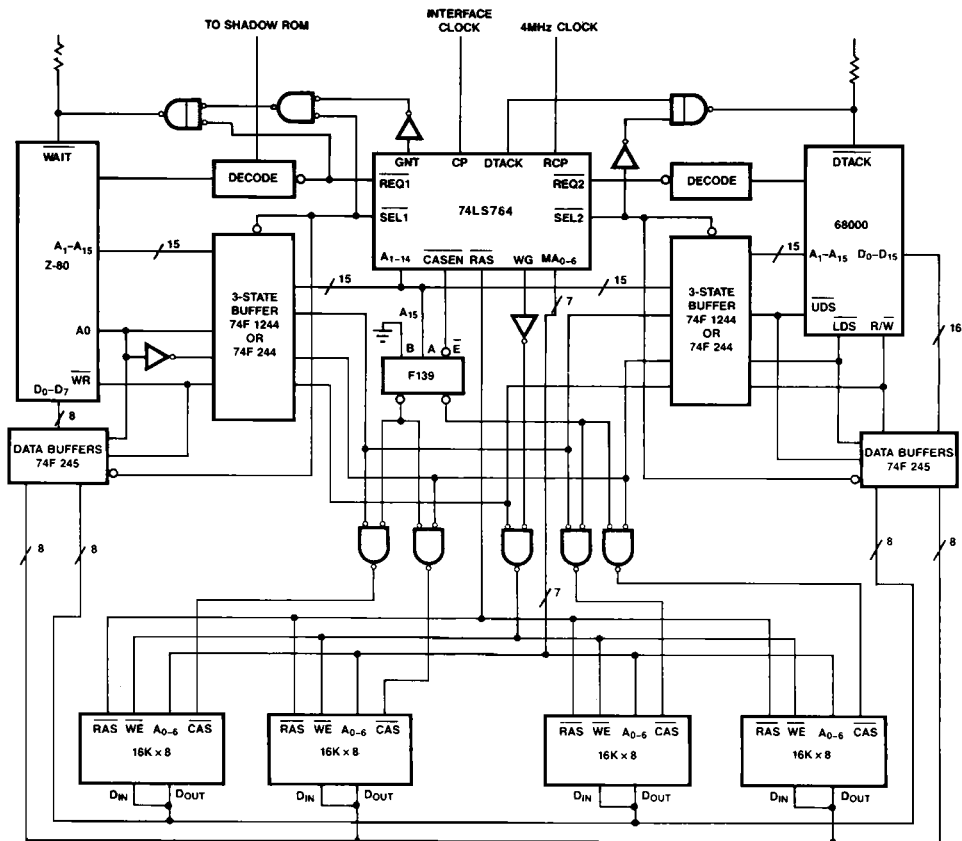 INTERFACE
CLOCK
TO SHADOW ROM
4MHz CLOCK
WAIT
GNT
CP
DTACK
RCP
DTACK
DECODE
REQ1
REQ2
DECODE
74LS764
68000
SEL1
SEL2
A1–A15
15
Z-80
A1-14
CASEN
RAS
WG
MA0-6
15
A1–A15
D0–D15
3-STATE
BUFFER
74F 1244
OR
74F 244
15
15
7
3-STATE
BUFFER
74F 1244
OR
74F 244
UDS
A15
A0
B
A
E
LDS
R/W
16
F139
WR
D0–D7
8
DATA BUFFERS
74F 245
DATA BUFFERS
74F 245
8
8
8
8
7
RAS WE A0–6 CAS
16K × 8
DIN DOUT
RAS WE A0–6 CAS
16K × 8
DIN DOUT
RAS WE A0–6 CAS
16K × 8
DIN DOUT
RAS WE A0–6 CAS
16K × 8
DIN DOUT